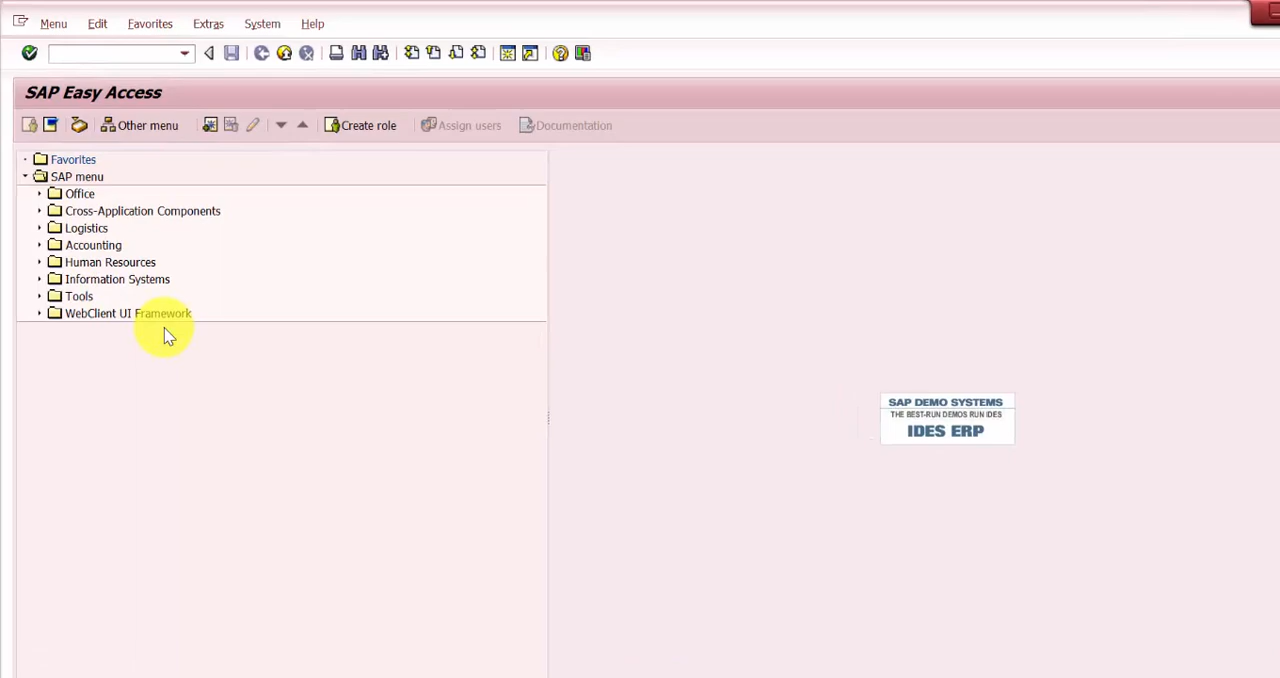 Menu Edit Favorites Extras System Help
SAP Easy Access
Other menu Create role Assign users Documentation
Favorites
SAP menu
Office
Cross-Application Components
Logistics
Accounting
Human Resources
Information Systems
Tools
WebClient UI Framework
SAP DEMO SYSTEMS
THE BEST-RUN DEMOS RUN IDES
IDES ERP